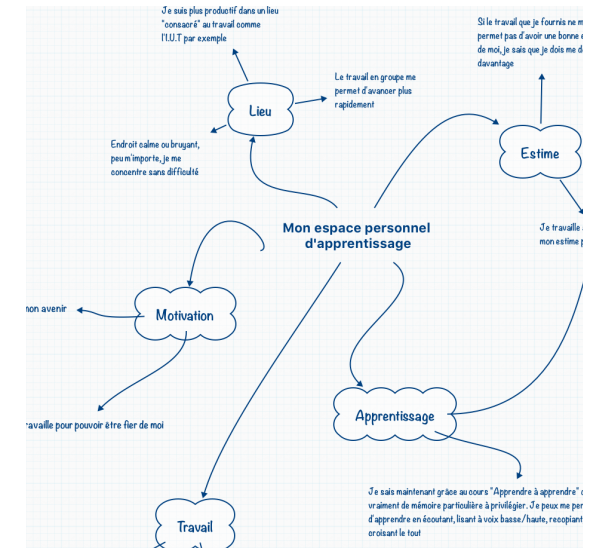 Je suis plus productif dans un lieu
"consacré" au travail comme
l'I.U.T par exemple
Si le travail que je fournis ne m
permet pas d'avoir une bonne e
de moi, je sais que je dois me d
davantage
Lieu
Le travail en groupe me
permet d'avancer plus
rapidement
Endroit calme ou bruyant,
peu m'importe, je me
concentre sans difficulté
Estime
Je travaille
mon estime p
Mon espace personnel
d'apprentissage
mon avenir
Motivation
ravaille pour pouvoir être fier de moi
Apprentissage
Je sais maintenant grâce au cours "Apprendre à apprendre"
vraiment de mémoire particulière à privilégier. Je peux me per
d'apprendre en écoutant, lisant à voix basse/haute, recopiant
croisant le tout
Travail